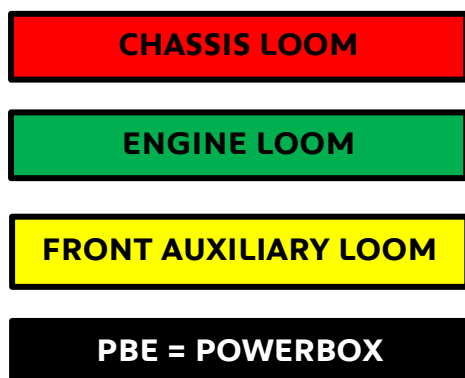 CHASSIS LOOM
ENGINE LOOM
FRONT AUXILIARY LOOM
PBE = POWERBOX